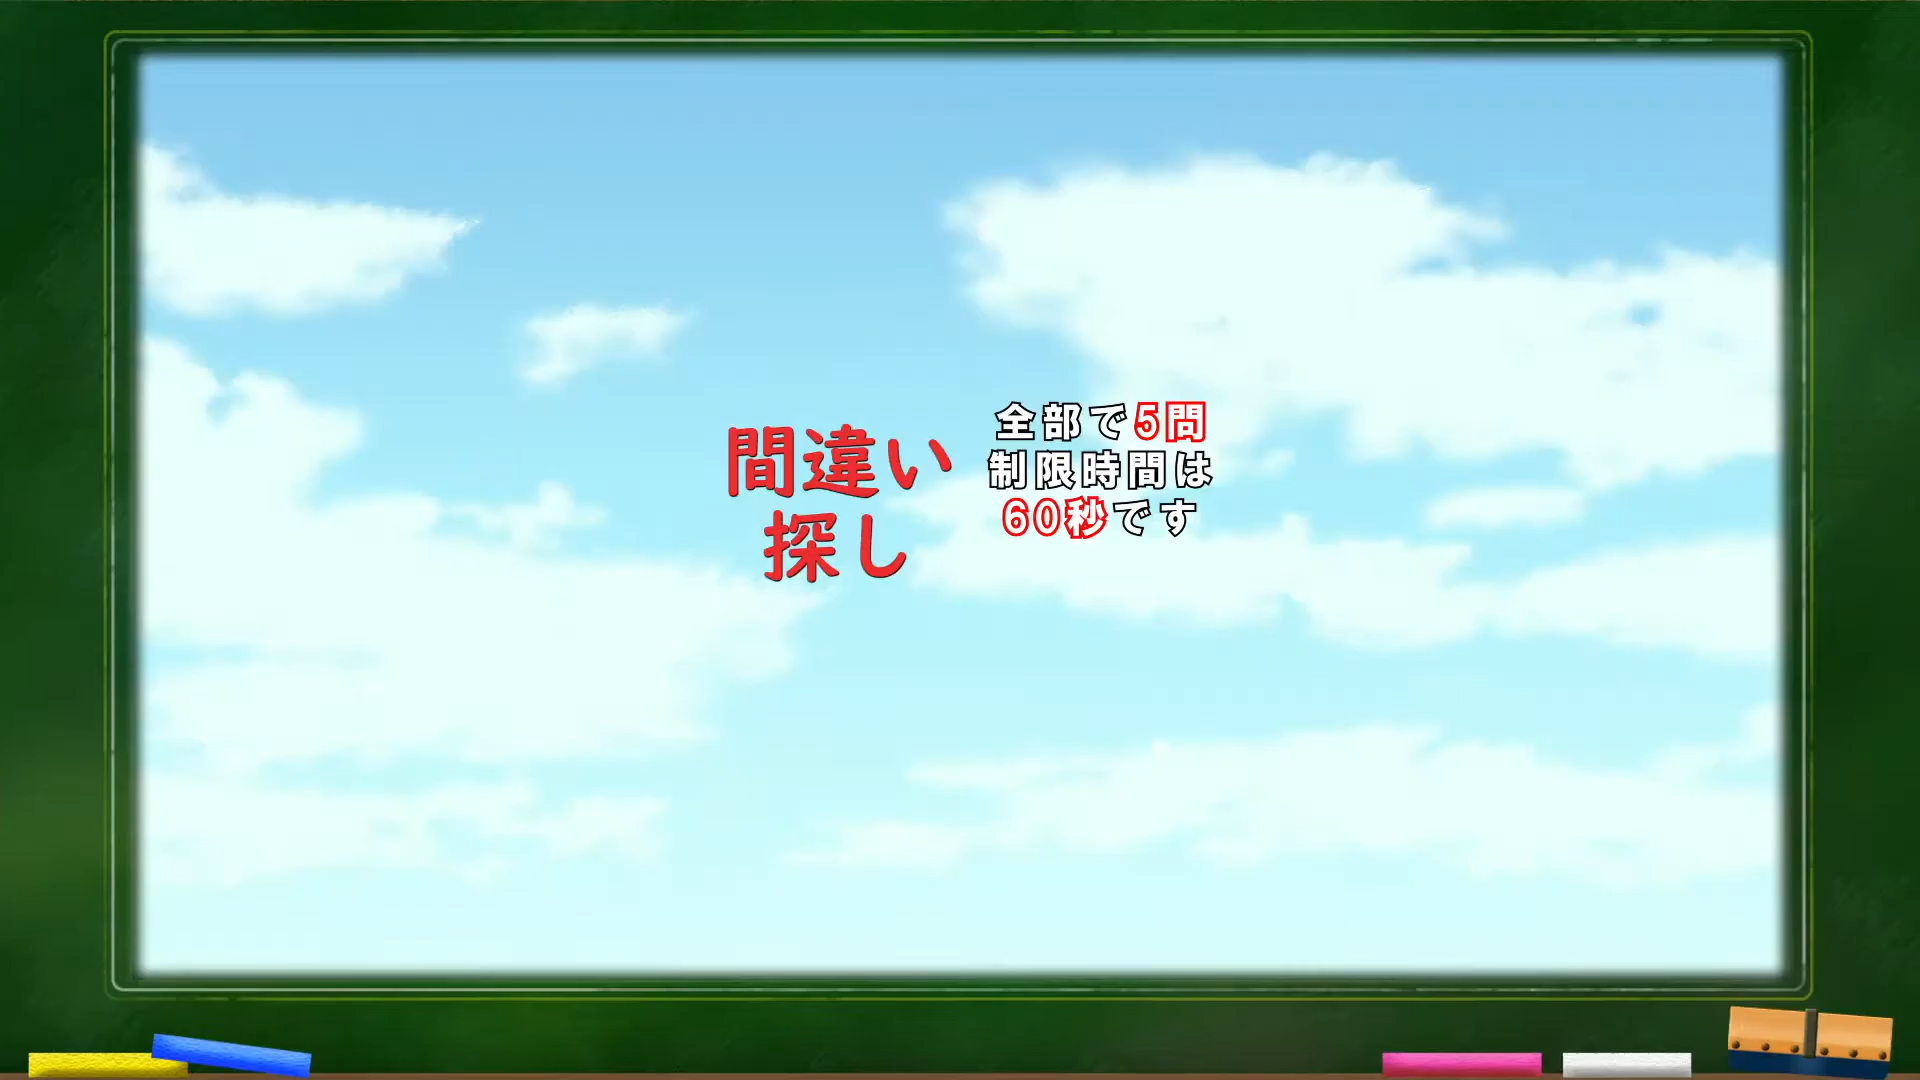 間違い
探し
全部で5問
制限時間は
60秒です